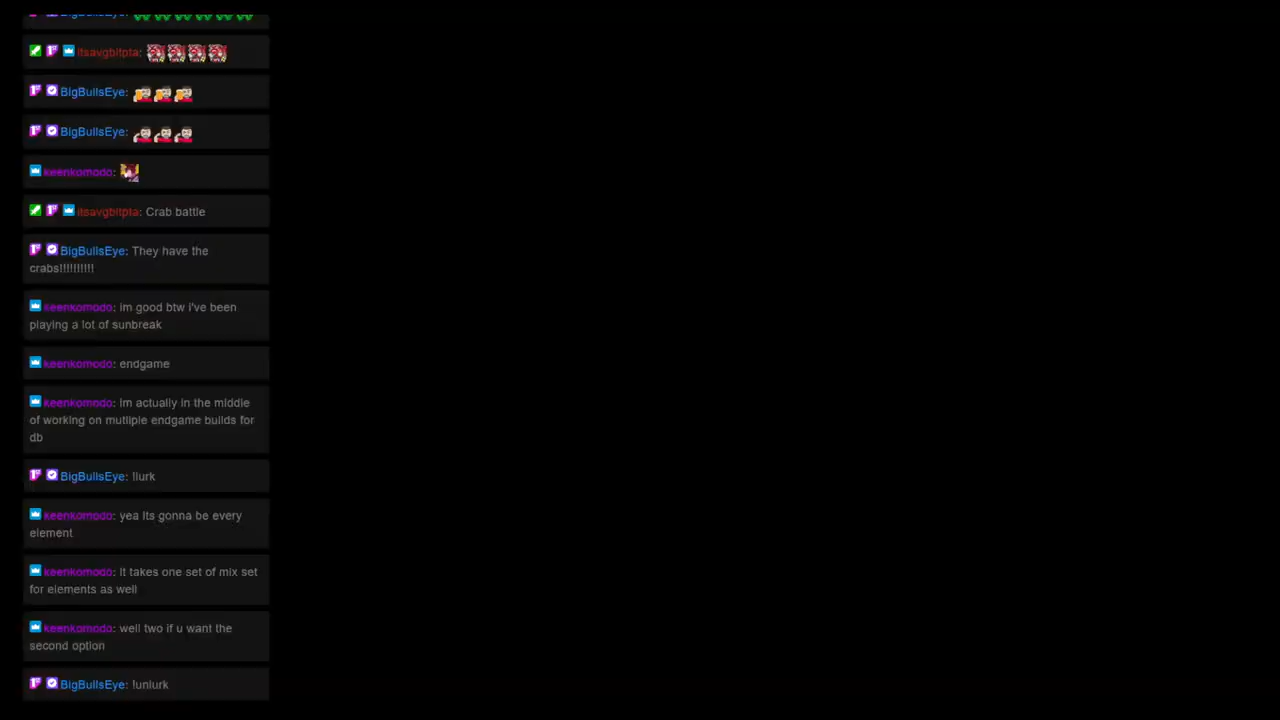 BigBullsEye:
itsavgbitpta:
BigBullsEye:
BigBullsEye:
keenkomodo:
itsavgbitpta: Crab battle
BigBullsEye: They have the
crabs!!!!!!!!!!
keenkomodo: im good btw i've been
playing a lot of sunbreak
keenkomodo: endgame
keenkomodo: im actually in the middle
of working on mutliple endgame builds for
db
BigBullsEye: !lurk
keenkomodo: yea its gonna be every
element
keenkomodo: it takes one set of mix set
for elements as well
keenkomodo: well two if u want the
second option
BigBullsEye: !unlurk